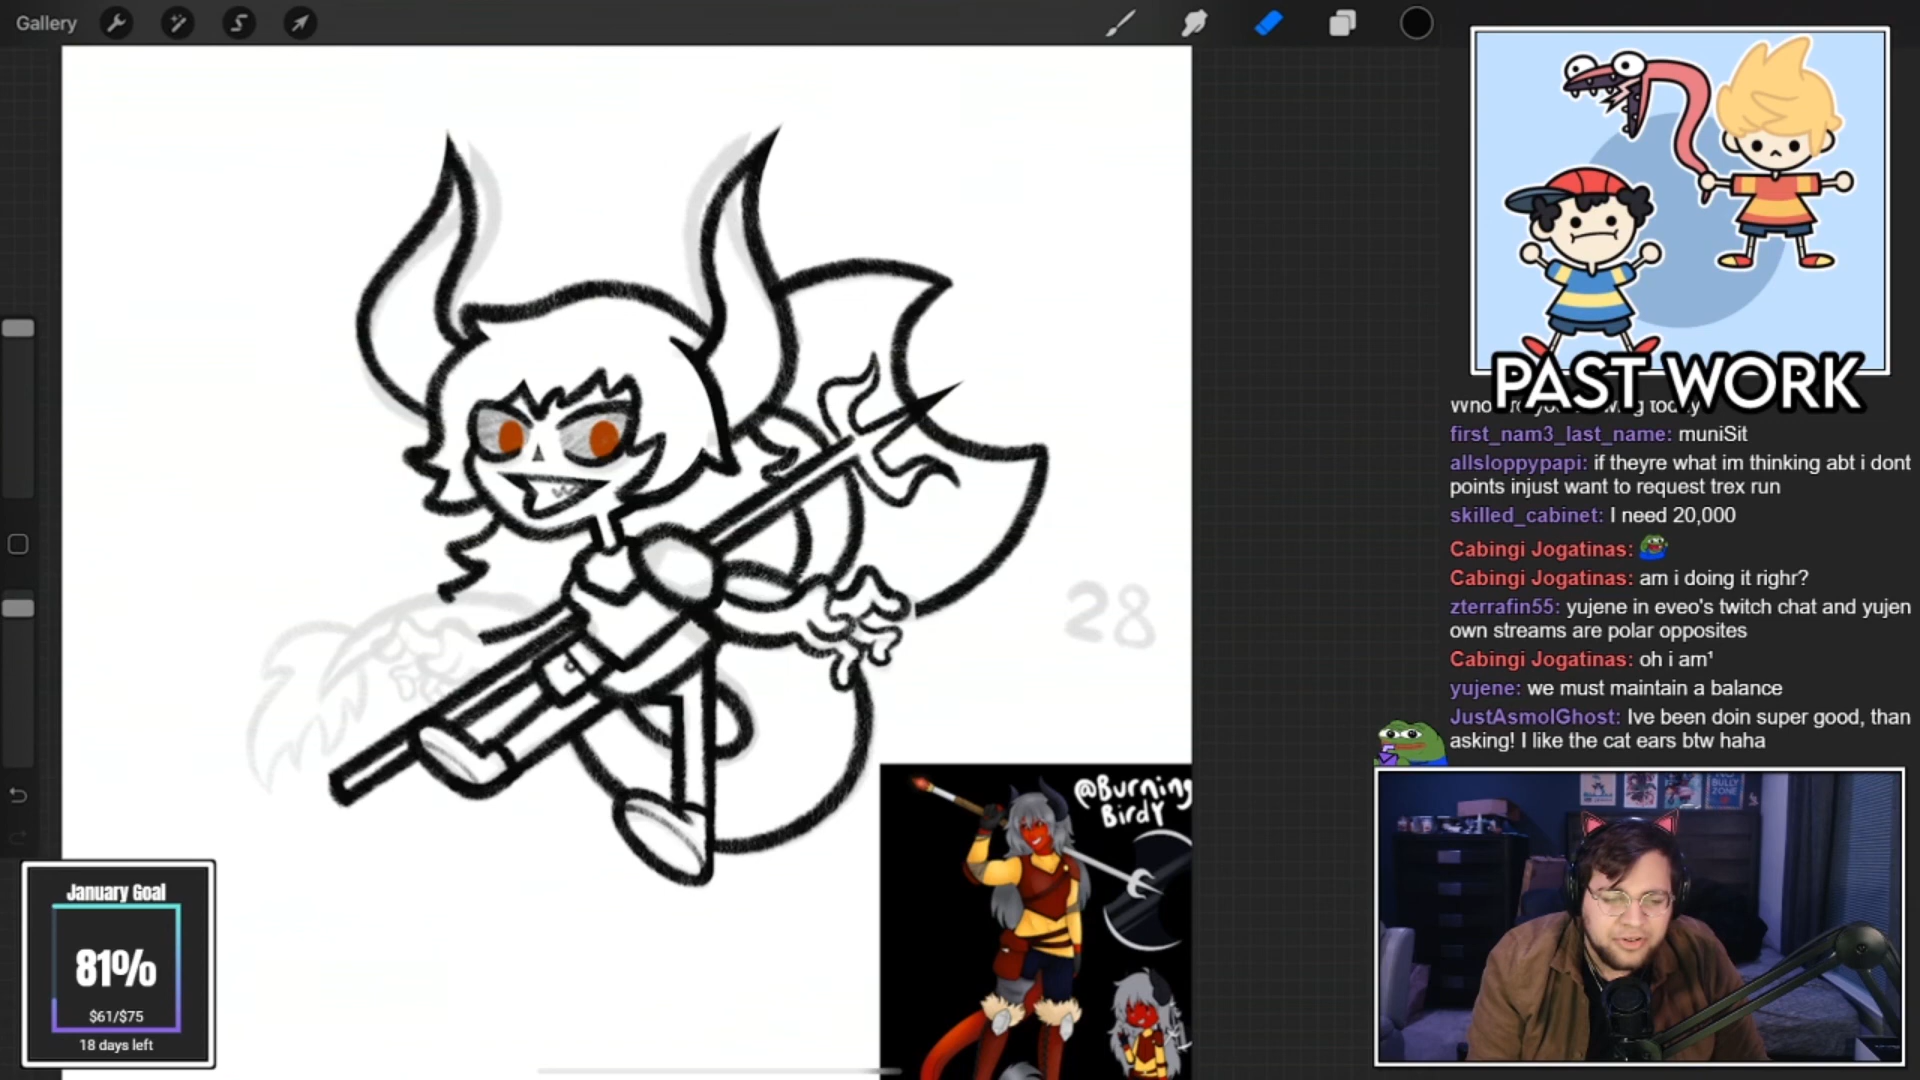 Gallery
28
@Burning
Birdy
January Goal
81%
$61/$75
18 days left
PAST WORK
first_nam3_last_name: muniSit
allsloppypapi: if theyre what im thinking abt i dont
points injust want to request trex run
skilled_cabinet: I need 20,000
Cabingi Jogatinas:
Cabingi Jogatinas: am i doing it righr?
zterrafin55: yujene in eveo's twitch chat and yujen
own streams are polar opposites
Cabingi Jogatinas: oh i am¹
yujene: we must maintain a balance
JustAsmolGhost: Ive been doin super good, than
asking! I like the cat ears btw haha
BULLY
ZONE